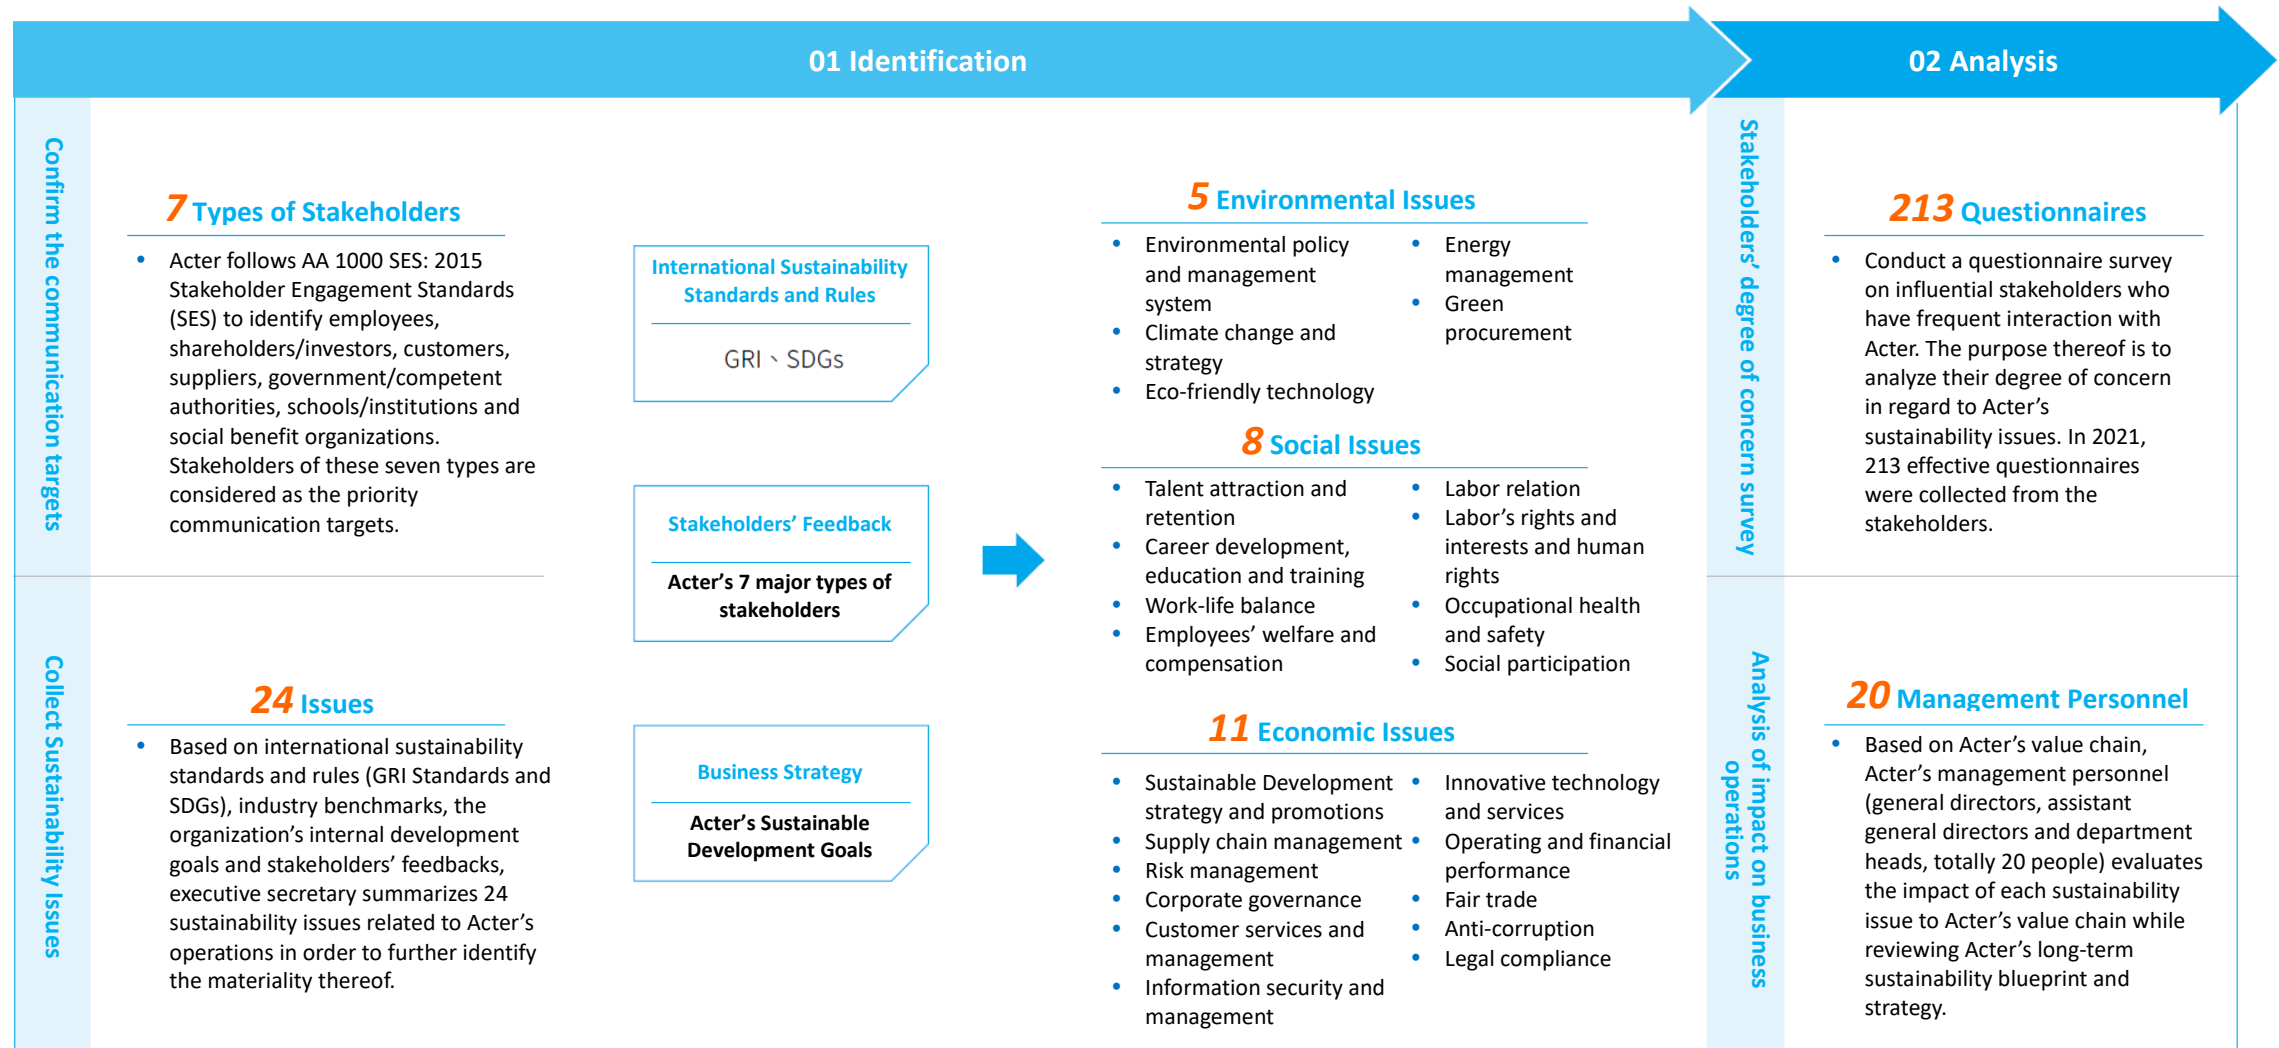 01 Identification
02 Analysis
Confirm the communication targets
7 Types of Stakeholders
• Acter follows AA 1000 SES: 2015
Stakeholder Engagement Standards
(SES) to identify employees,
shareholders/investors, customers,
suppliers, government/competent
authorities, schools/institutions and
social benefit organizations.
Stakeholders of these seven types are
considered as the priority
communication targets.
Collect Sustainability Issues
24 Issues
• Based on international sustainability
standards and rules (GRI Standards and
SDGs), industry benchmarks, the
organization’s internal development
goals and stakeholders’ feedbacks,
executive secretary summarizes 24
sustainability issues related to Acter’s
operations in order to further identify
the materiality thereof.
International Sustainability
Standards and Rules
GRI、SDGs
Stakeholders’ Feedback
Acter’s 7 major types of
stakeholders
Business Strategy
Acter’s Sustainable
Development Goals
5 Environmental Issues
• Environmental policy
and management
system
• Climate change and
strategy
• Eco-friendly technology
• Energy
management
• Green
procurement
8 Social Issues
• Talent attraction and
retention
• Career development,
education and training
• Work-life balance
• Employees’ welfare and
compensation
• Labor relation
• Labor’s rights and
interests and human
rights
• Occupational health
and safety
• Social participation
11 Economic Issues
• Sustainable Development
strategy and promotions
• Supply chain management
• Risk management
• Corporate governance
• Customer services and
management
• Information security and
management
• Innovative technology
and services
• Operating and financial
performance
• Fair trade
• Anti-corruption
• Legal compliance
Stakeholders’ degree of concern survey
213 Questionnaires
• Conduct a questionnaire survey
on influential stakeholders who
have frequent interaction with
Acter. The purpose thereof is to
analyze their degree of concern
in regard to Acter’s
sustainability issues. In 2021,
213 effective questionnaires
were collected from the
stakeholders.
Analysis of impact on business
operations
20 Management Personnel
• Based on Acter’s value chain,
Acter’s management personnel
(general directors, assistant
general directors and department
heads, totally 20 people) evaluates
the impact of each sustainability
issue to Acter’s value chain while
reviewing Acter’s long-term
sustainability blueprint and
strategy.